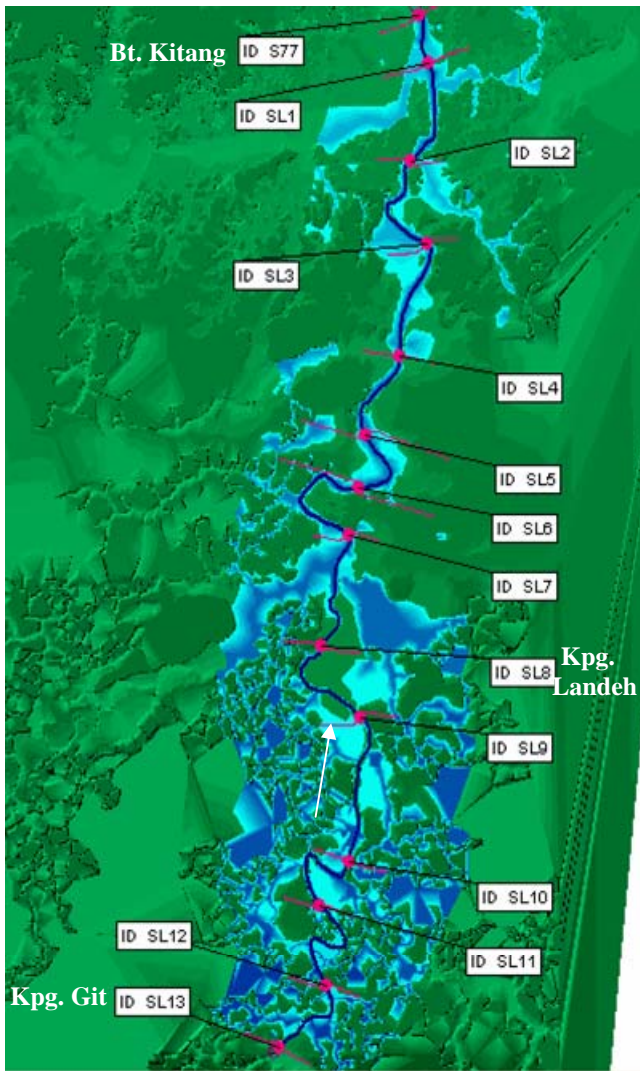 Bt. Kitang
ID S77
ID SL1
ID SL2
ID SL3
ID SL4
ID SL5
ID SL6
ID SL7
ID SL8
Kpg.
Landeh
ID SL9
ID SL10
ID SL12
ID SL11
Kpg. Git
ID SL13